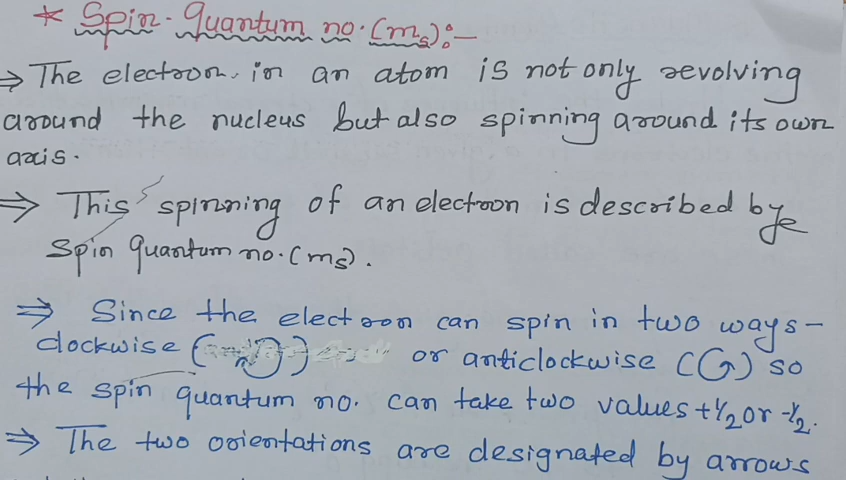 * Spin-Quantum no.(ms):-
⇒ The electron in an atom is not only revolving
around the nucleus but also spinning around its own
axis.
⇒ This spinning of an electron is described by
Spin Quantum no.(ms).
⇒ Since the electron can spin in two ways-
clockwise (↻) or anticlockwise (↺) so
the spin quantum no. can take two values +1/2 or -1/2.
⇒ The two orientations are designated by arrows